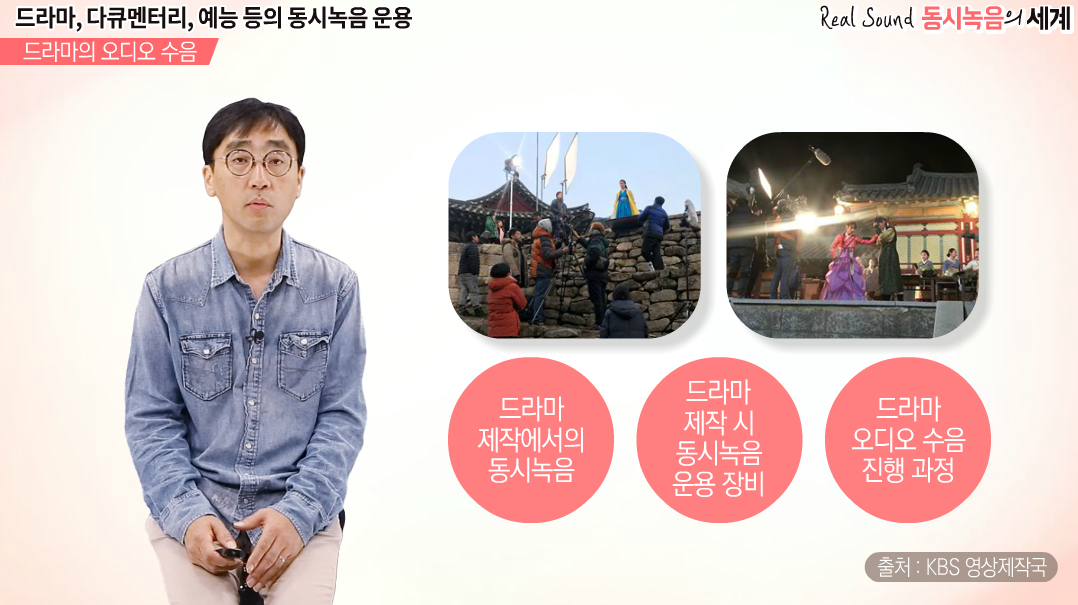 드라마, 다큐멘터리, 예능 등의 동시녹음 운용
Real Sound 동시녹음의 세계
드라마의 오디오 수음
드라마
제작에서의
동시녹음
드라마
제작 시
동시녹음
운용 장비
드라마
오디오 수음
진행 과정
출처 : KBS 영상제작국